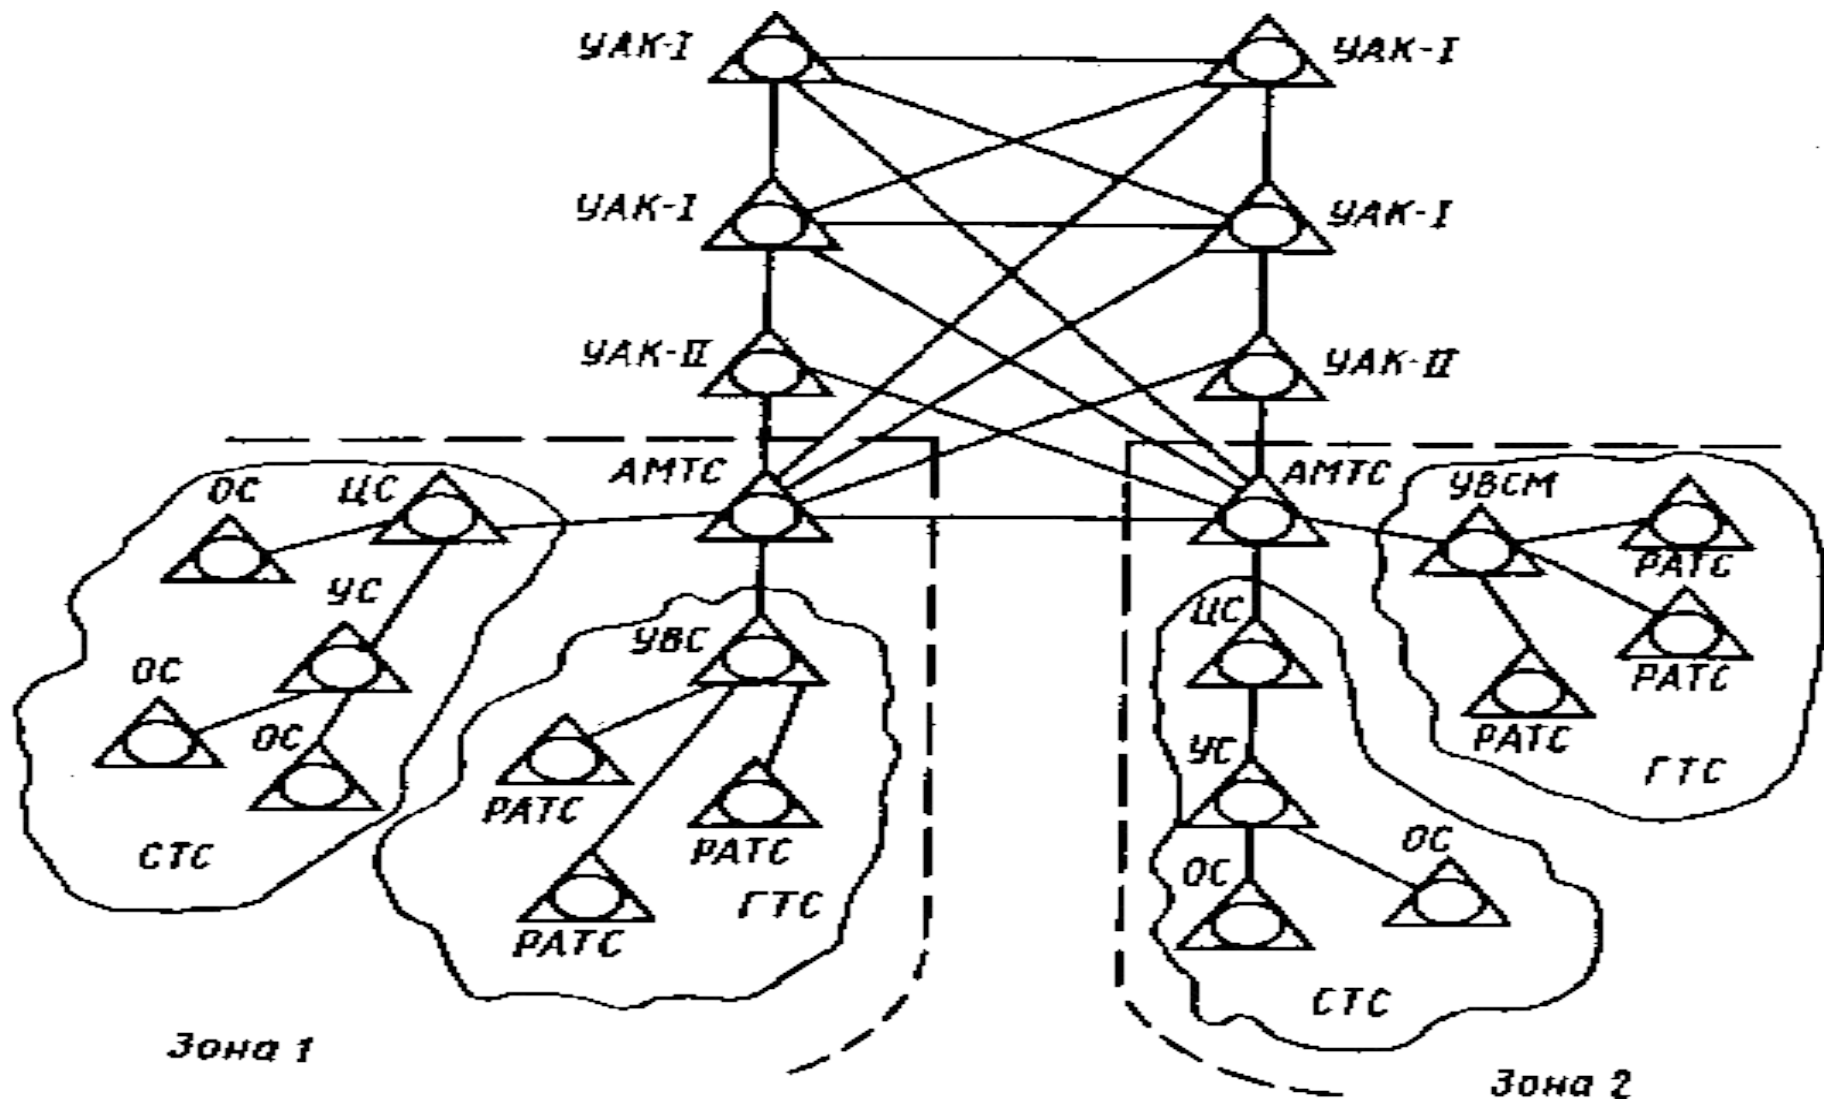 УАК-I
УАК-I
УАК-I
УАК-I
УАК-II
УАК-II
АМТС
АМТС
ОС
ЦС
УВСМ
РАТС
УС
ЦС
УВС
РАТС
ОС
ОС
РАТС
УС
ГТС
РАТС
РАТС
СТС
ОС
ОС
ГТС
РАТС
СТС
Зона 1
Зона 2